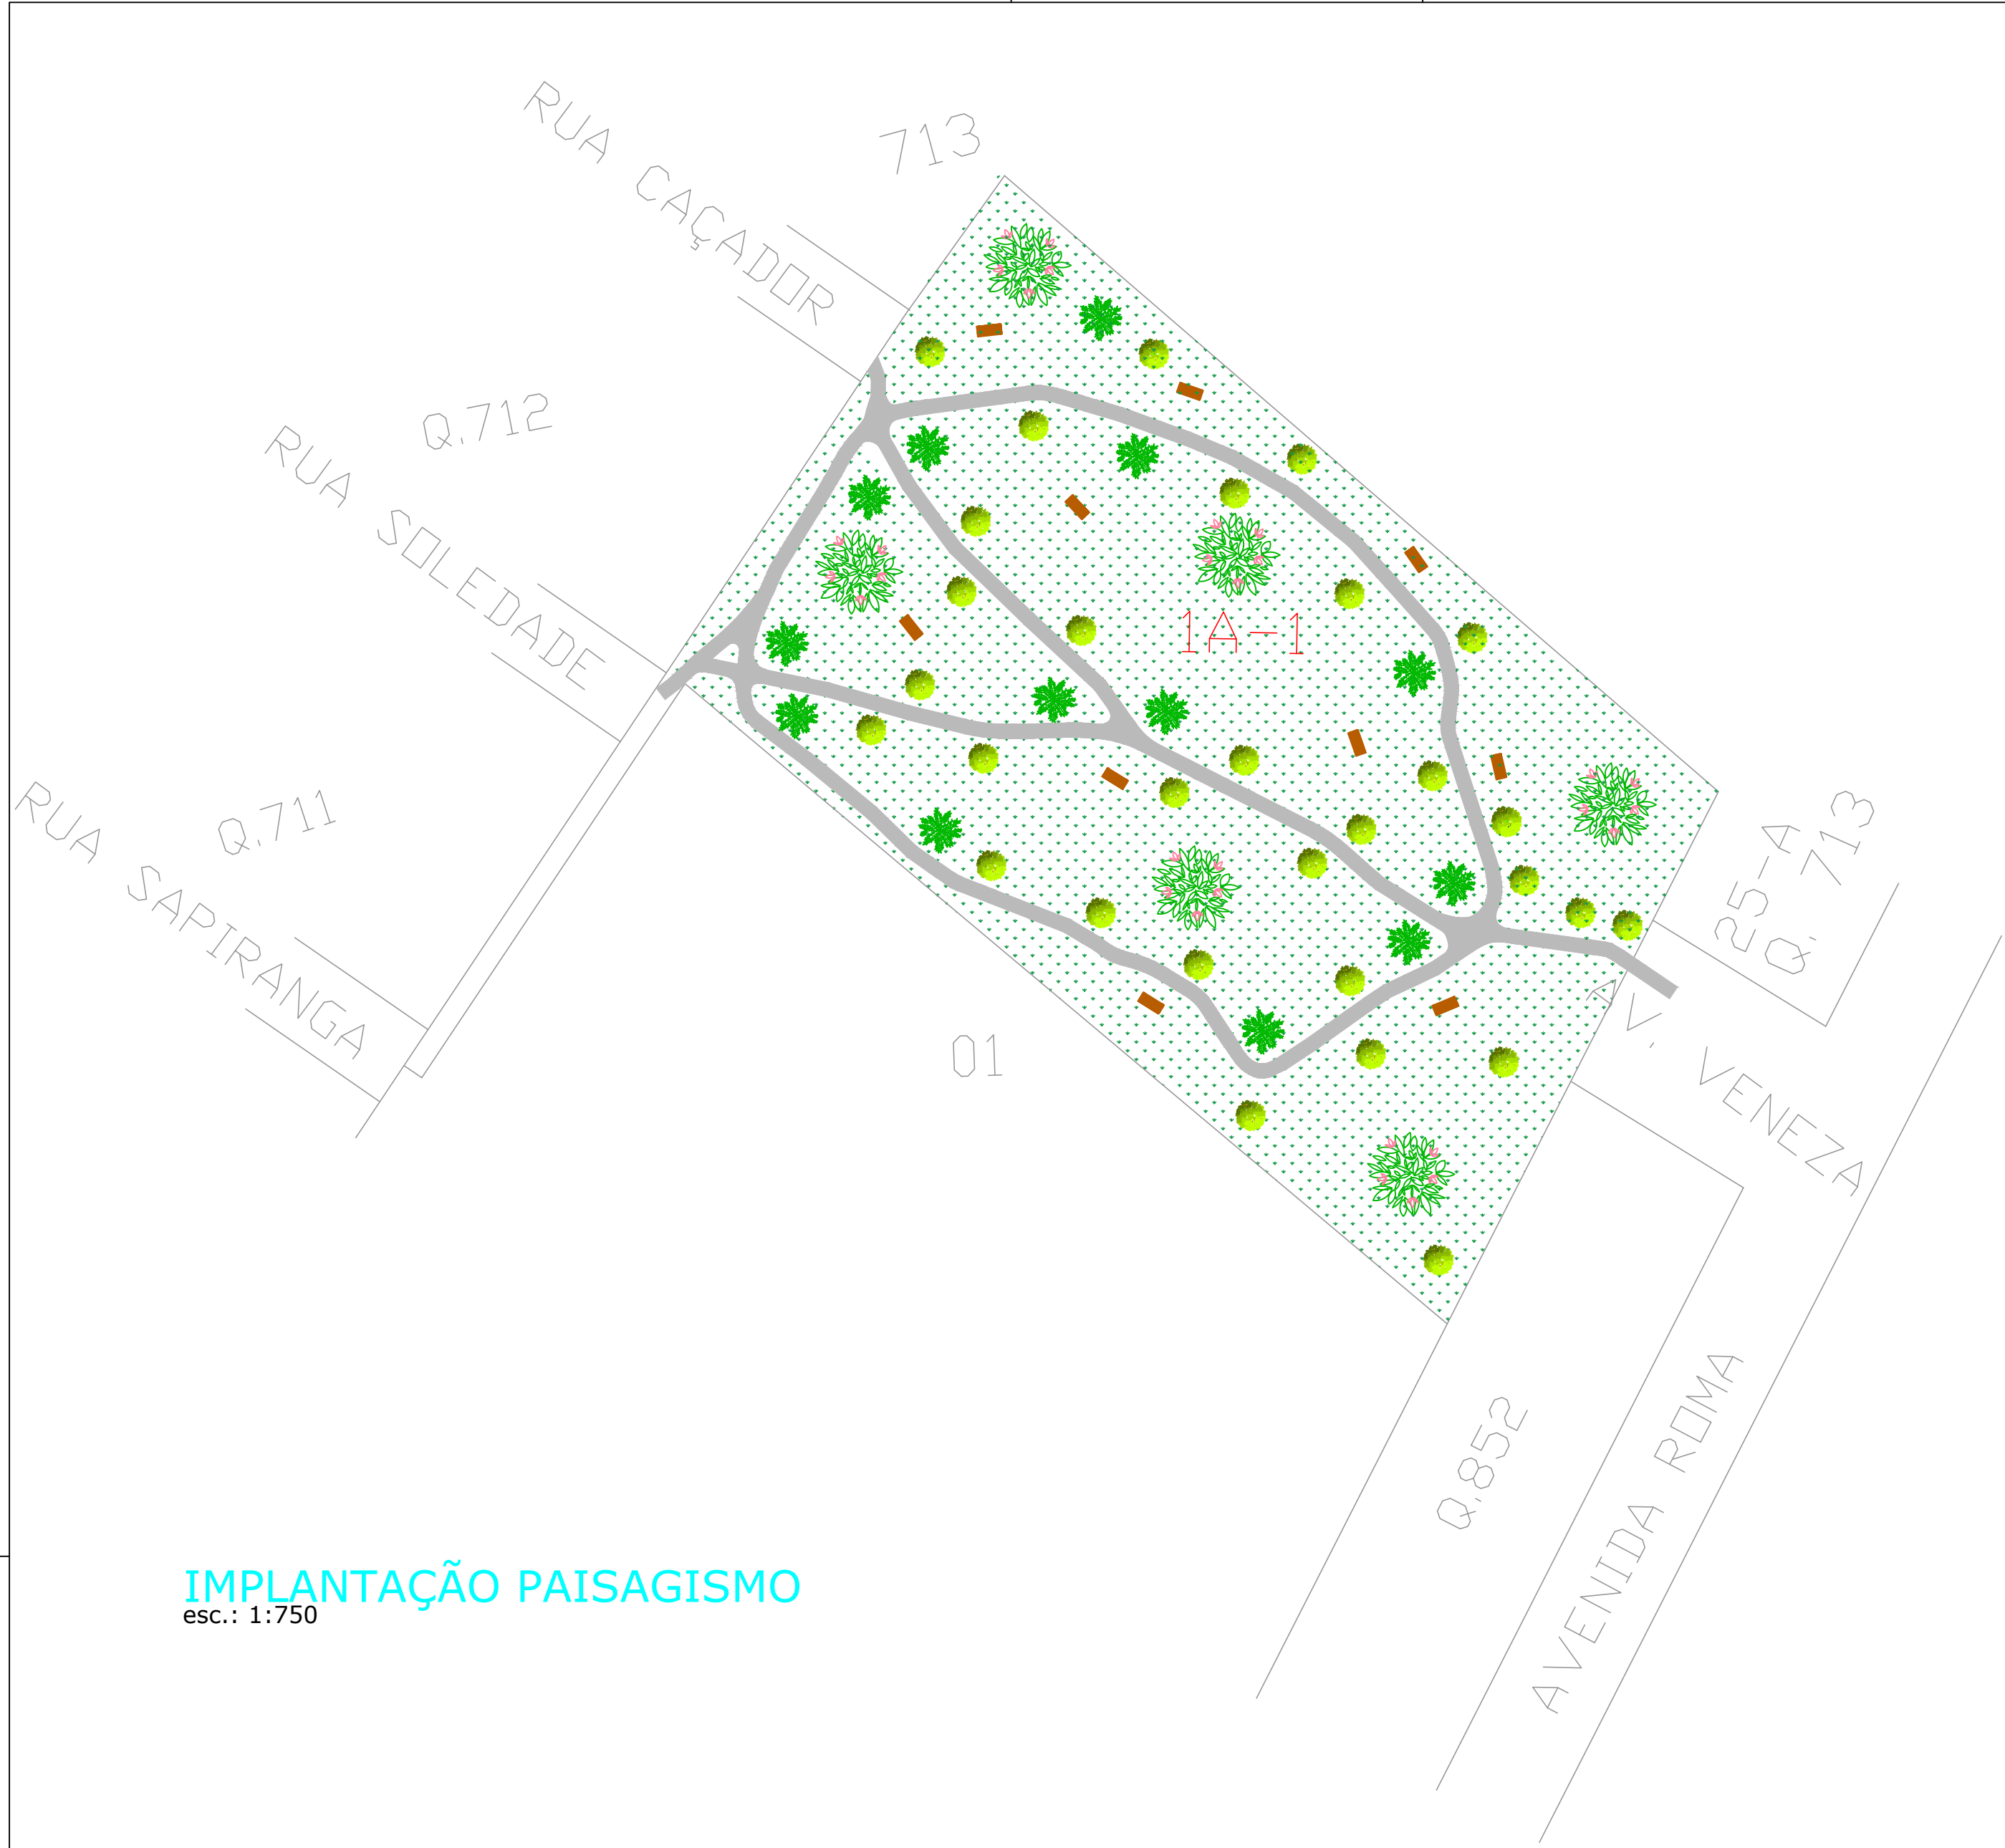 RUA CAÇADOR
713
Q.712
RUA SOLEDADE
1A-1
Q.711
RUA SAPIRANGA
01
852-A
Q.713
AV. VENEZA
Q.852
AVENIDA ROMA
IMPLANTAÇÃO PAISAGISMO
esc.: 1:750